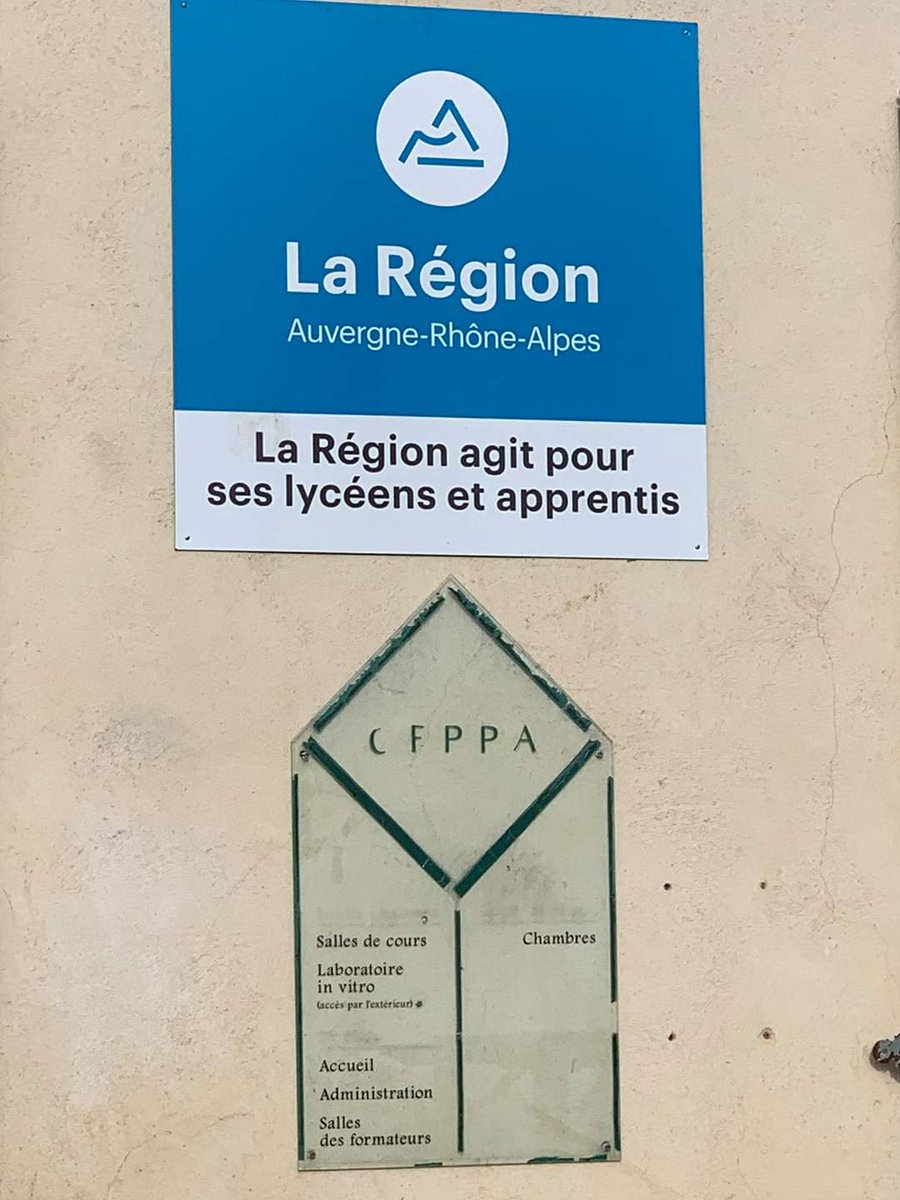 La Région
Auvergne-Rhône-Alpes
La Région agit pour
ses lycéens et apprentis
CFPPA
Salles de cours
Laboratoire
in vitro
(accès par l'extérieur)
Chambres
Accueil
Administration
Salles
des formateurs